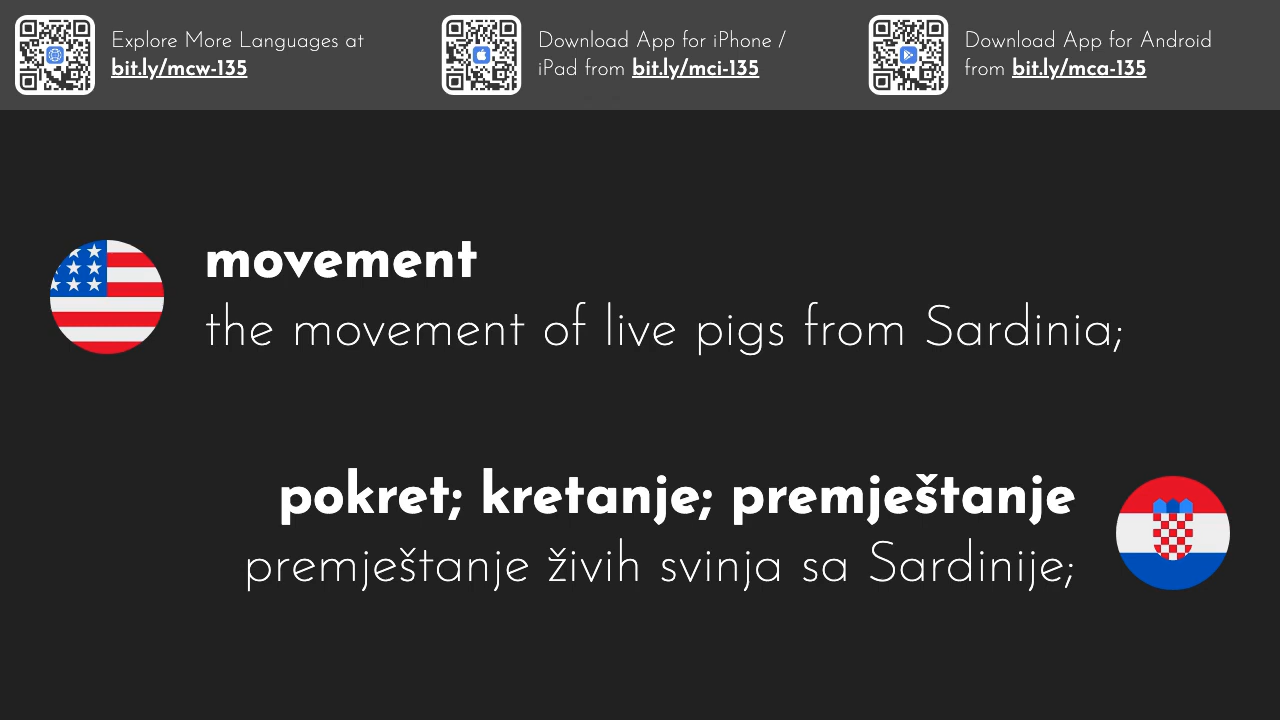 Explore More Languages at
bit.ly/mcw-135
Download App for iPhone /
iPad from bit.ly/mci-135
Download App for Android
from bit.ly/mca-135
movement
the movement of live pigs from Sardinia;
pokret; kretanje; premještanje
premještanje živih svinja sa Sardinije;